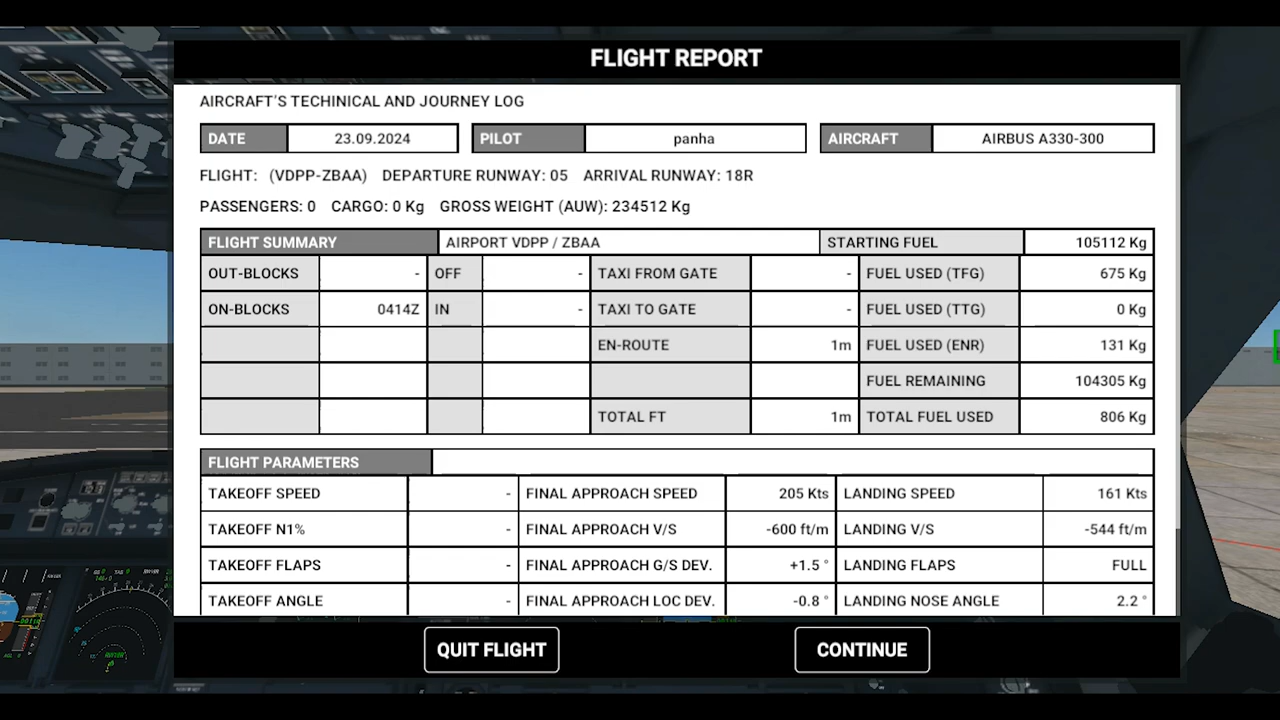 FLIGHT REPORT
AIRCRAFT'S TECHINICAL AND JOURNEY LOG
DATE 23.09.2024 PILOT panha AIRCRAFT AIRBUS A330-300
FLIGHT: (VDPP-ZBAA) DEPARTURE RUNWAY: 05 ARRIVAL RUNWAY: 18R
PASSENGERS: 0 CARGO: 0 Kg GROSS WEIGHT (AUW): 234512 Kg
FLIGHT SUMMARY AIRPORT VDPP / ZBAA STARTING FUEL 105112 Kg
OUT-BLOCKS - OFF - TAXI FROM GATE - FUEL USED (TFG) 675 Kg
ON-BLOCKS 0414Z IN - TAXI TO GATE - FUEL USED (TTG) 0 Kg
EN-ROUTE 1m FUEL USED (ENR) 131 Kg
FUEL REMAINING 104305 Kg
TOTAL FT 1m TOTAL FUEL USED 806 Kg
FLIGHT PARAMETERS
TAKEOFF SPEED - FINAL APPROACH SPEED 205 Kts LANDING SPEED 161 Kts
TAKEOFF N1% - FINAL APPROACH V/S -600 ft/m LANDING V/S -544 ft/m
TAKEOFF FLAPS - FINAL APPROACH G/S DEV. +1.5 ° LANDING FLAPS FULL
TAKEOFF ANGLE - FINAL APPROACH LOC DEV. -0.8 ° LANDING NOSE ANGLE 2.2 °
QUIT FLIGHT CONTINUE